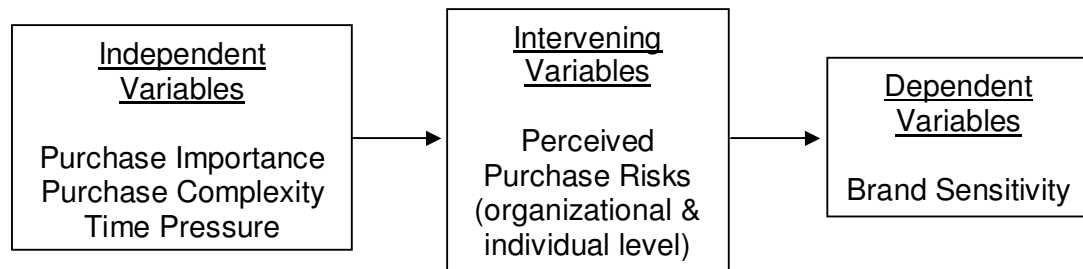 Independent
Variables
Purchase Importance
Purchase Complexity
Time Pressure
Intervening
Variables
Perceived
Purchase Risks
(organizational &
individual level)
Dependent
Variables
Brand Sensitivity